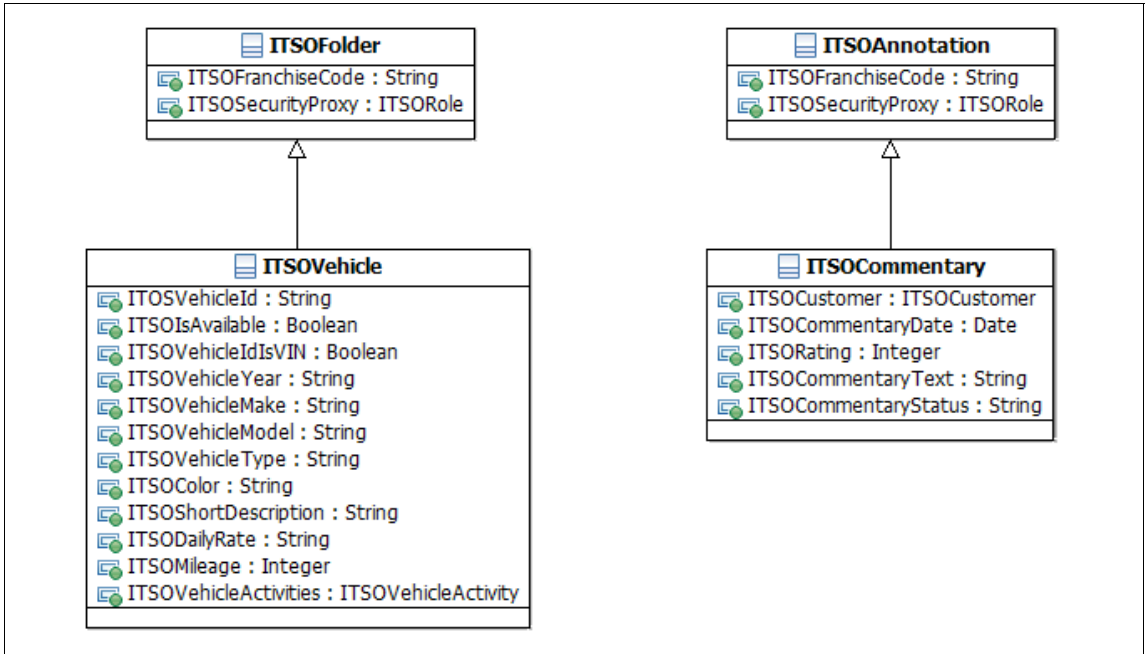 ITSOFolder
ITSOFranchiseCode : String
ITSOSecurityProxy : ITSORole
ITSOAnnotation
ITSOFranchiseCode : String
ITSOSecurityProxy : ITSORole
ITSOVehicle
ITOSVehicleId : String
ITSOIsAvailable : Boolean
ITSOVehicleIdIsVIN : Boolean
ITSOVehicleYear : String
ITSOVehicleMake : String
ITSOVehicleModel : String
ITSOVehicleType : String
ITSOColor : String
ITSOShortDescription : String
ITSODailyRate : String
ITSOMileage : Integer
ITSOVehicleActivities : ITSOVehicleActivity
ITSOCommentary
ITSOCustomer : ITSOCustomer
ITSOCommentaryDate : Date
ITSORating : Integer
ITSOCommentaryText : String
ITSOCommentaryStatus : String